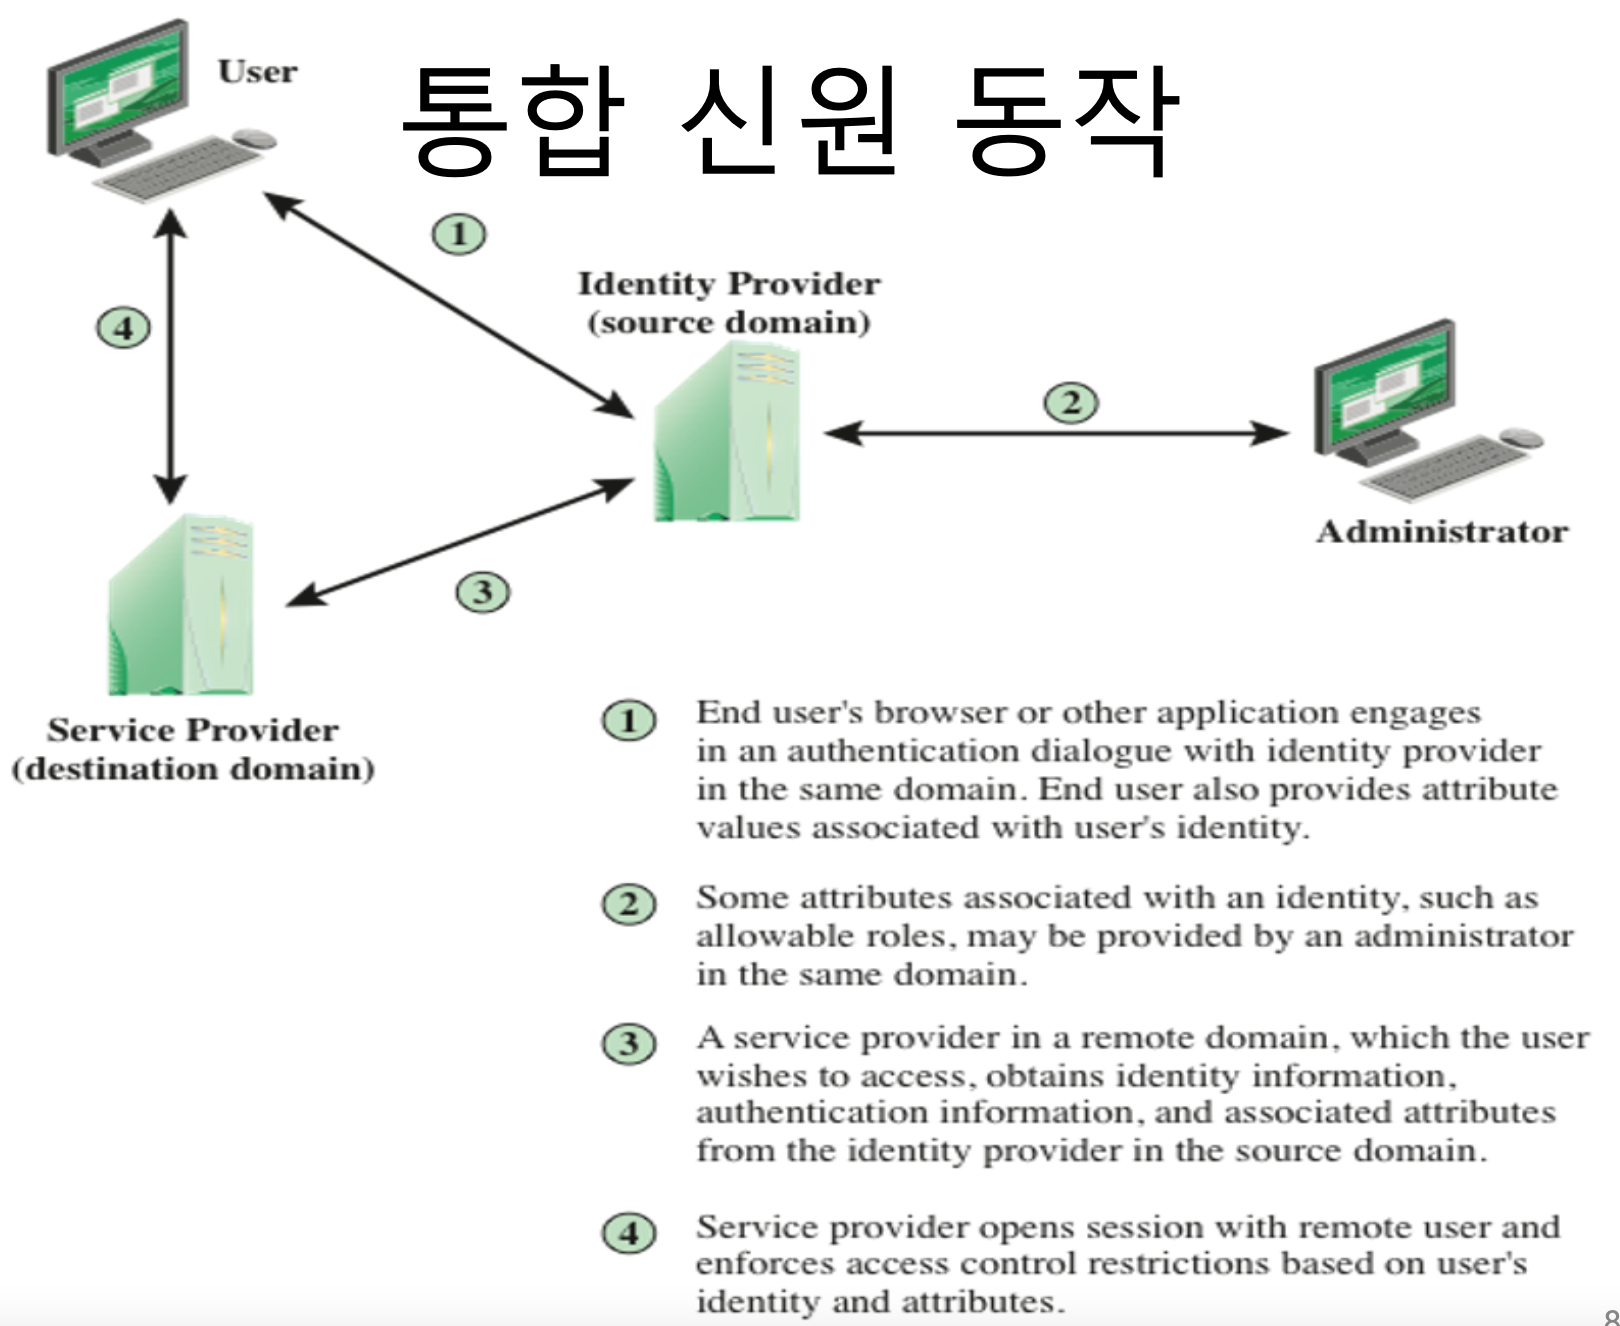 User
통합 신원 동작
1
Identity Provider
(source domain)
4
2
Administrator
3
Service Provider
(destination domain)
1 End user's browser or other application engages
in an authentication dialogue with identity provider
in the same domain. End user also provides attribute
values associated with user's identity.
2 Some attributes associated with an identity, such as
allowable roles, may be provided by an administrator
in the same domain.
3 A service provider in a remote domain, which the user
wishes to access, obtains identity information,
authentication information, and associated attributes
from the identity provider in the source domain.
4 Service provider opens session with remote user and
enforces access control restrictions based on user's
identity and attributes.
8